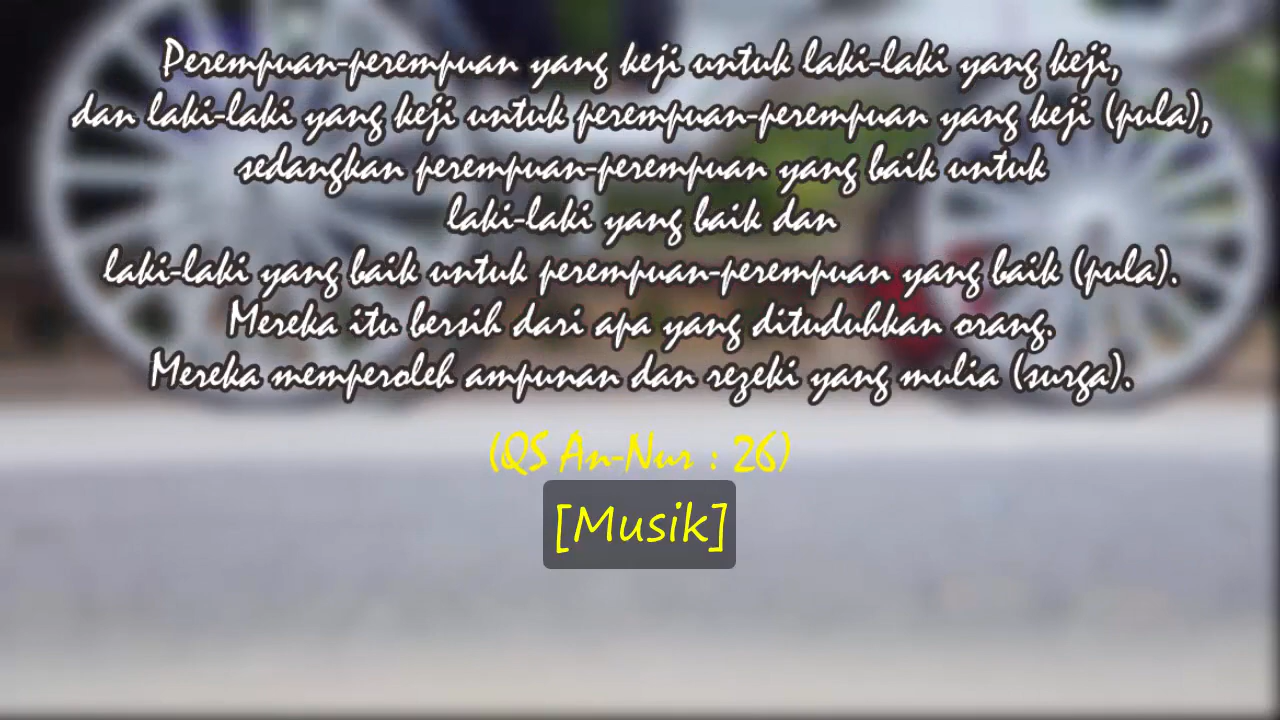 Perempuan-perempuan yang keji untuk laki-laki yang keji,
dan laki-laki yang keji untuk perempuan-perempuan yang keji (pula),
sedangkan perempuan-perempuan yang baik untuk
laki-laki yang baik dan
laki-laki yang baik untuk perempuan-perempuan yang baik (pula).
Mereka itu bersih dari apa yang dituduhkan orang.
Mereka memperoleh ampunan dan rezeki yang mulia (surga).
(QS An-Nur : 26)
[Musik]